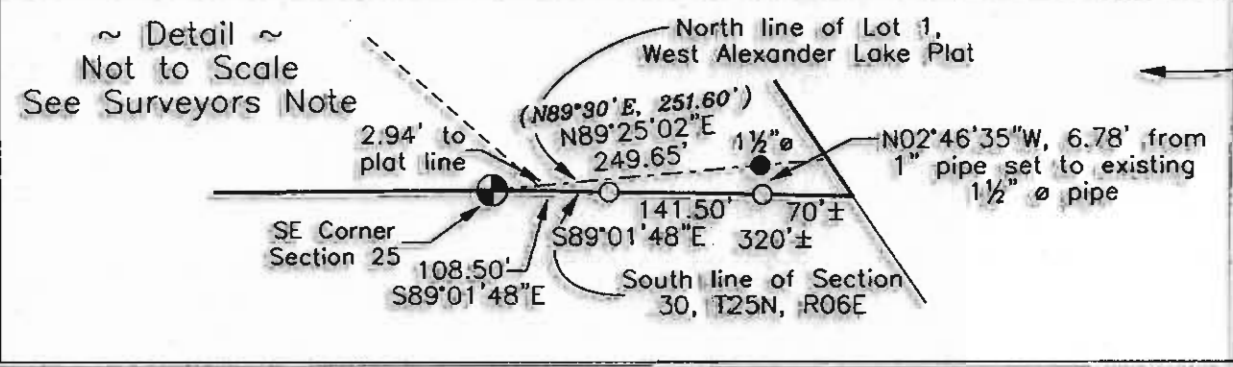 ~ Detail ~
Not to Scale
See Surveyors Note
North line of Lot 1,
West Alexander Lake Plat
(N89°30'E, 251.60')
N89°25'02"E
249.65'
1½"ø
2.94' to
plat line
N02°46'35"W, 6.78' from
1" pipe set to existing
1½" ø pipe
SE Corner
Section 25
108.50'
S89°01'48"E
141.50'
S89°01'48"E
70'±
320'±
South line of Section
30, T25N, R06E